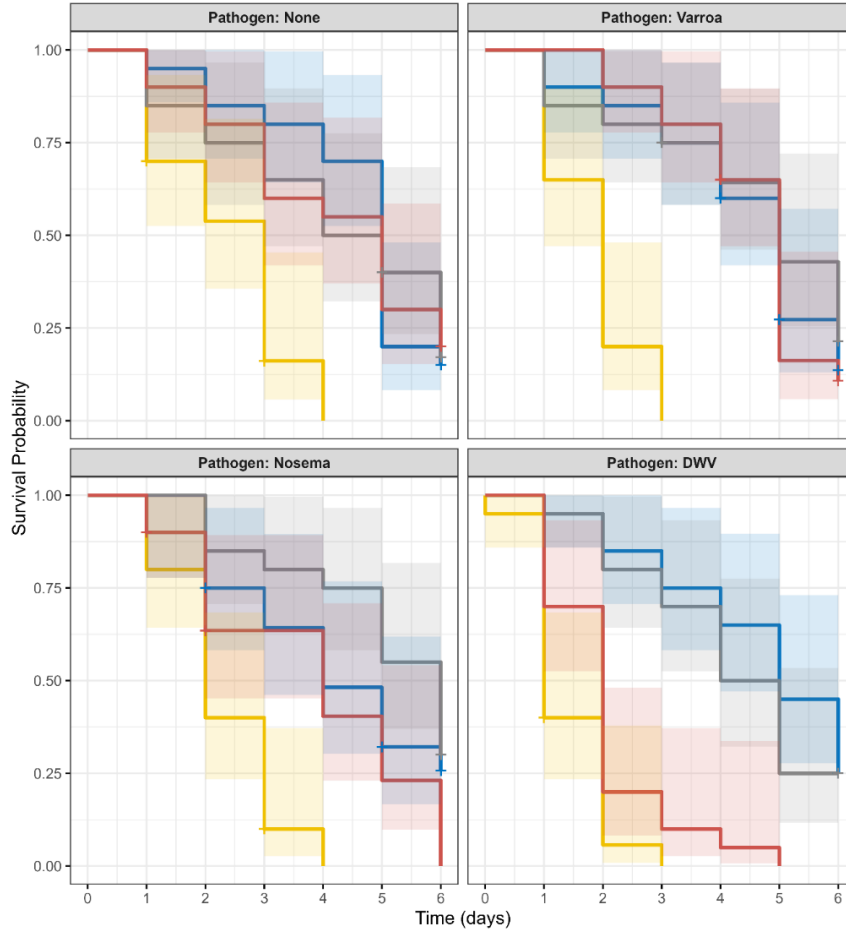 Pathogen: None
Pathogen: Varroa
1.00
0.75
0.50
0.25
0.00
Pathogen: Nosema
Pathogen: DWV
1.00
0.75
0.50
0.25
0.00
0 1 2 3 4 5 6
0 1 2 3 4 5 6
Time (days)
Survival Probability